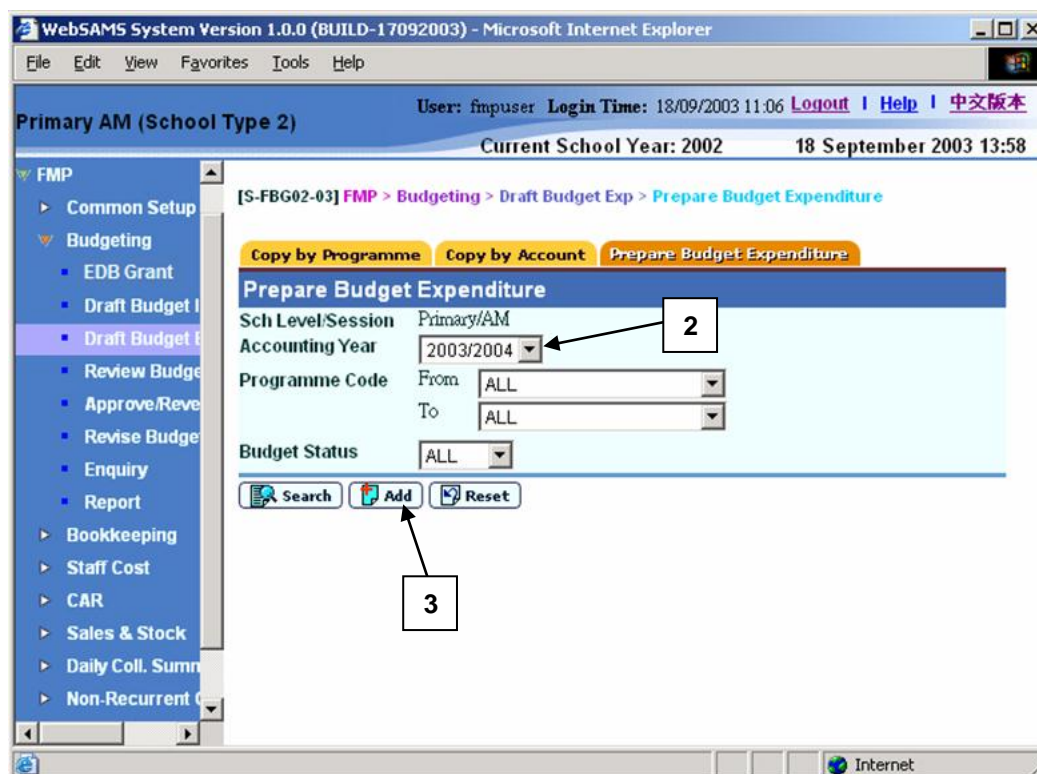 WebSAMS System Version 1.0.0 (BUILD-17092003) - Microsoft Internet Explorer
File Edit View Favorites Tools Help
Primary AM (School Type 2)
User: fmpuser Login Time: 18/09/2003 11:06 Logout | Help | 中文版本
Current School Year: 2002 18 September 2003 13:58
FMP
Common Setup
Budgeting
EDB Grant
Draft Budget I
Draft Budget E
Review Budge
Approve/Reve
Revise Budge
Enquiry
Report
Bookkeeping
Staff Cost
CAR
Sales & Stock
Daily Coll. Summ
Non-Recurrent
[S-FBG02-03] FMP > Budgeting > Draft Budget Exp > Prepare Budget Expenditure
Copy by Programme Copy by Account Prepare Budget Expenditure
Prepare Budget Expenditure
Sch Level/Session Primary/AM
Accounting Year 2003/2004
2
Programme Code From ALL
To ALL
Budget Status ALL
Search Add Reset
3
Internet